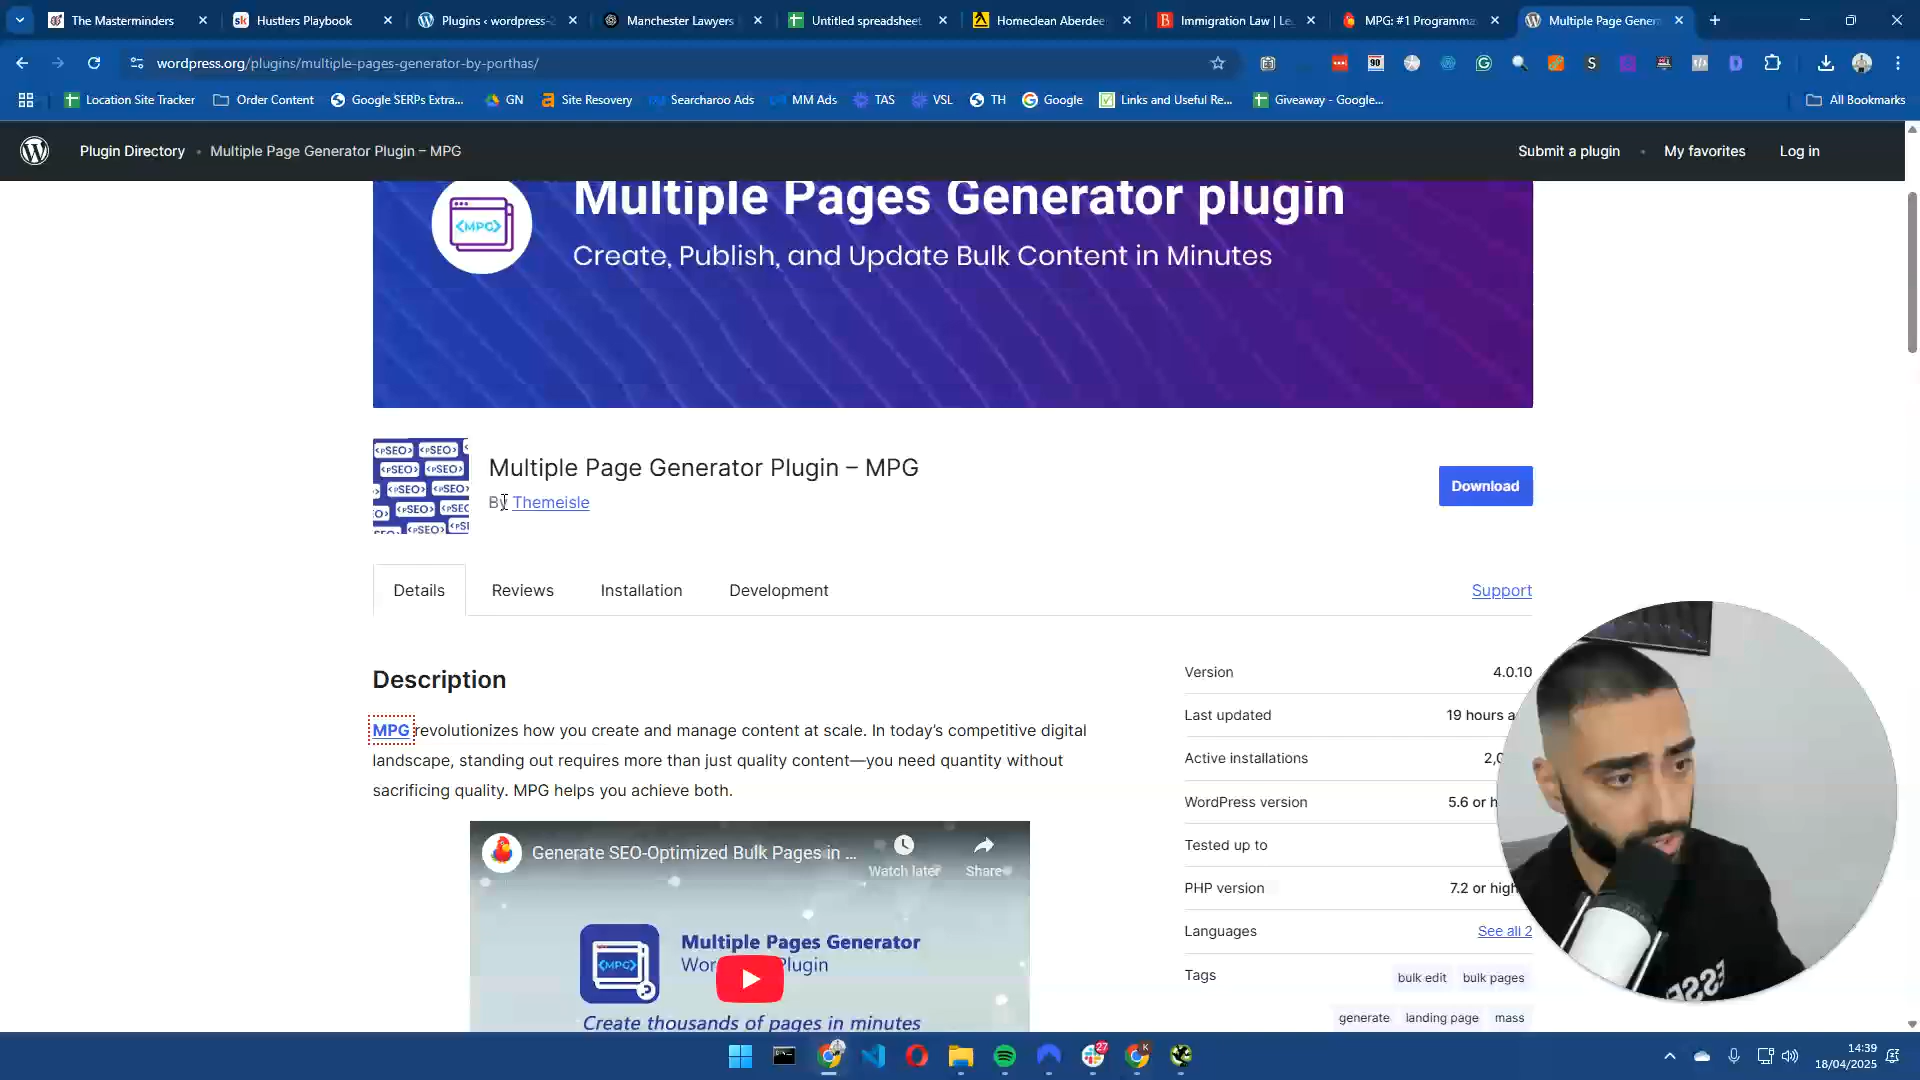 The Masterminders
Hustlers Playbook
Plugins ‹ wordpress-
Manchester Lawyers
Untitled spreadsheet
Homeclean Aberdee
Immigration Law | Le
MPG: #1 Programma
Multiple Page Gener
wordpress.org/plugins/multiple-pages-generator-by-porthas/
Location Site Tracker
Order Content
Google SERPs Extra...
GN
Site Recovery
Searcharoo Ads
MM Ads
TAS
VSL
TH
Google
Links and Useful Re...
Giveaway - Google...
All Bookmarks
Plugin Directory • Multiple Page Generator Plugin – MPG
Submit a plugin • My favorites
Log in
<MPG>
Multiple Pages Generator plugin
Create, Publish, and Update Bulk Content in Minutes
Multiple Page Generator Plugin – MPG
By Themeisle
Download
Details
Reviews
Installation
Development
Support
Description
MPG revolutionizes how you create and manage content at scale. In today's competitive digital
landscape, standing out requires more than just quality content—you need quantity without
sacrificing quality. MPG helps you achieve both.
Generate SEO-Optimized Bulk Pages in ...
Watch later
Share
<MPG>
Multiple Pages Generator
Plugin
Create thousands of pages in minutes
Version 4.0.10
Last updated 19 hours
Active installations
WordPress version 5.6 or
Tested up to
PHP version 7.2 or
Languages See all 2
Tags bulk edit bulk pages
generate landing page mass
27
14:39
18/04/2025